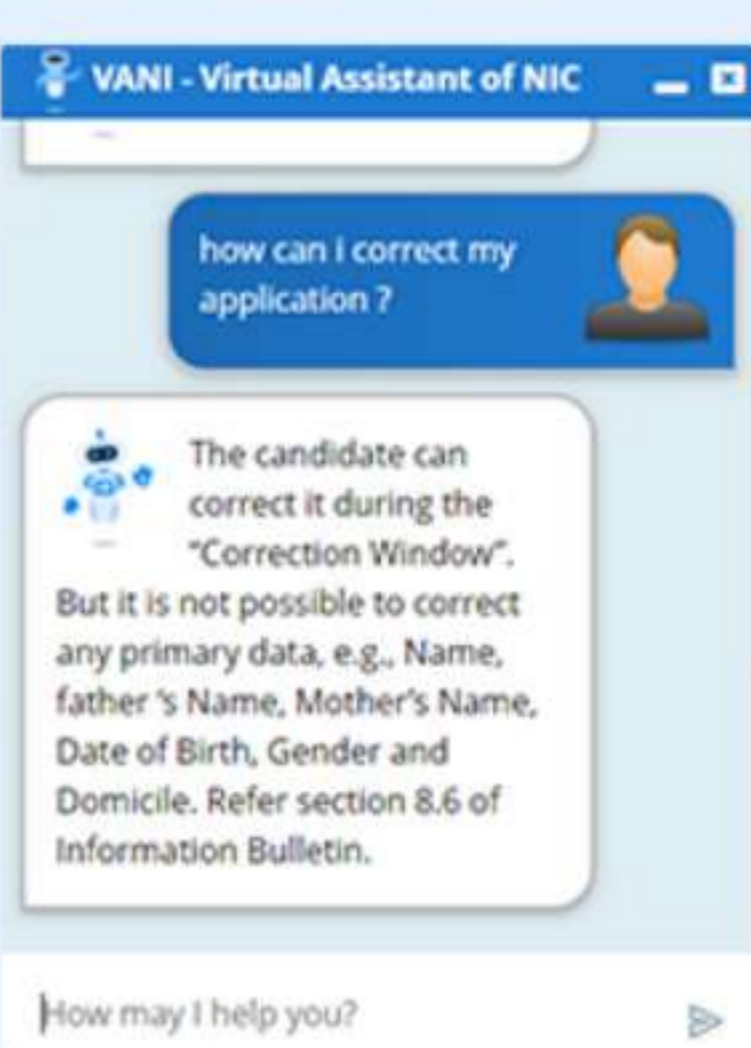 VANI - Virtual Assistant of NIC
how can i correct my
application ?
The candidate can
correct it during the
"Correction Window".
But it is not possible to correct
any primary data, e.g., Name,
father 's Name, Mother's Name,
Date of Birth, Gender and
Domicile. Refer section 8.6 of
Information Bulletin.
How may I help you?